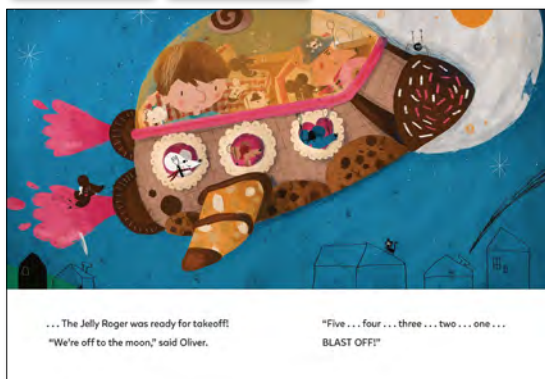 . . . The Jelly Roger was ready for takeoff!
“We’re off to the moon,” said Oliver.
“Five . . . four . . . three . . . two . . . one . . .
BLAST OFF!”